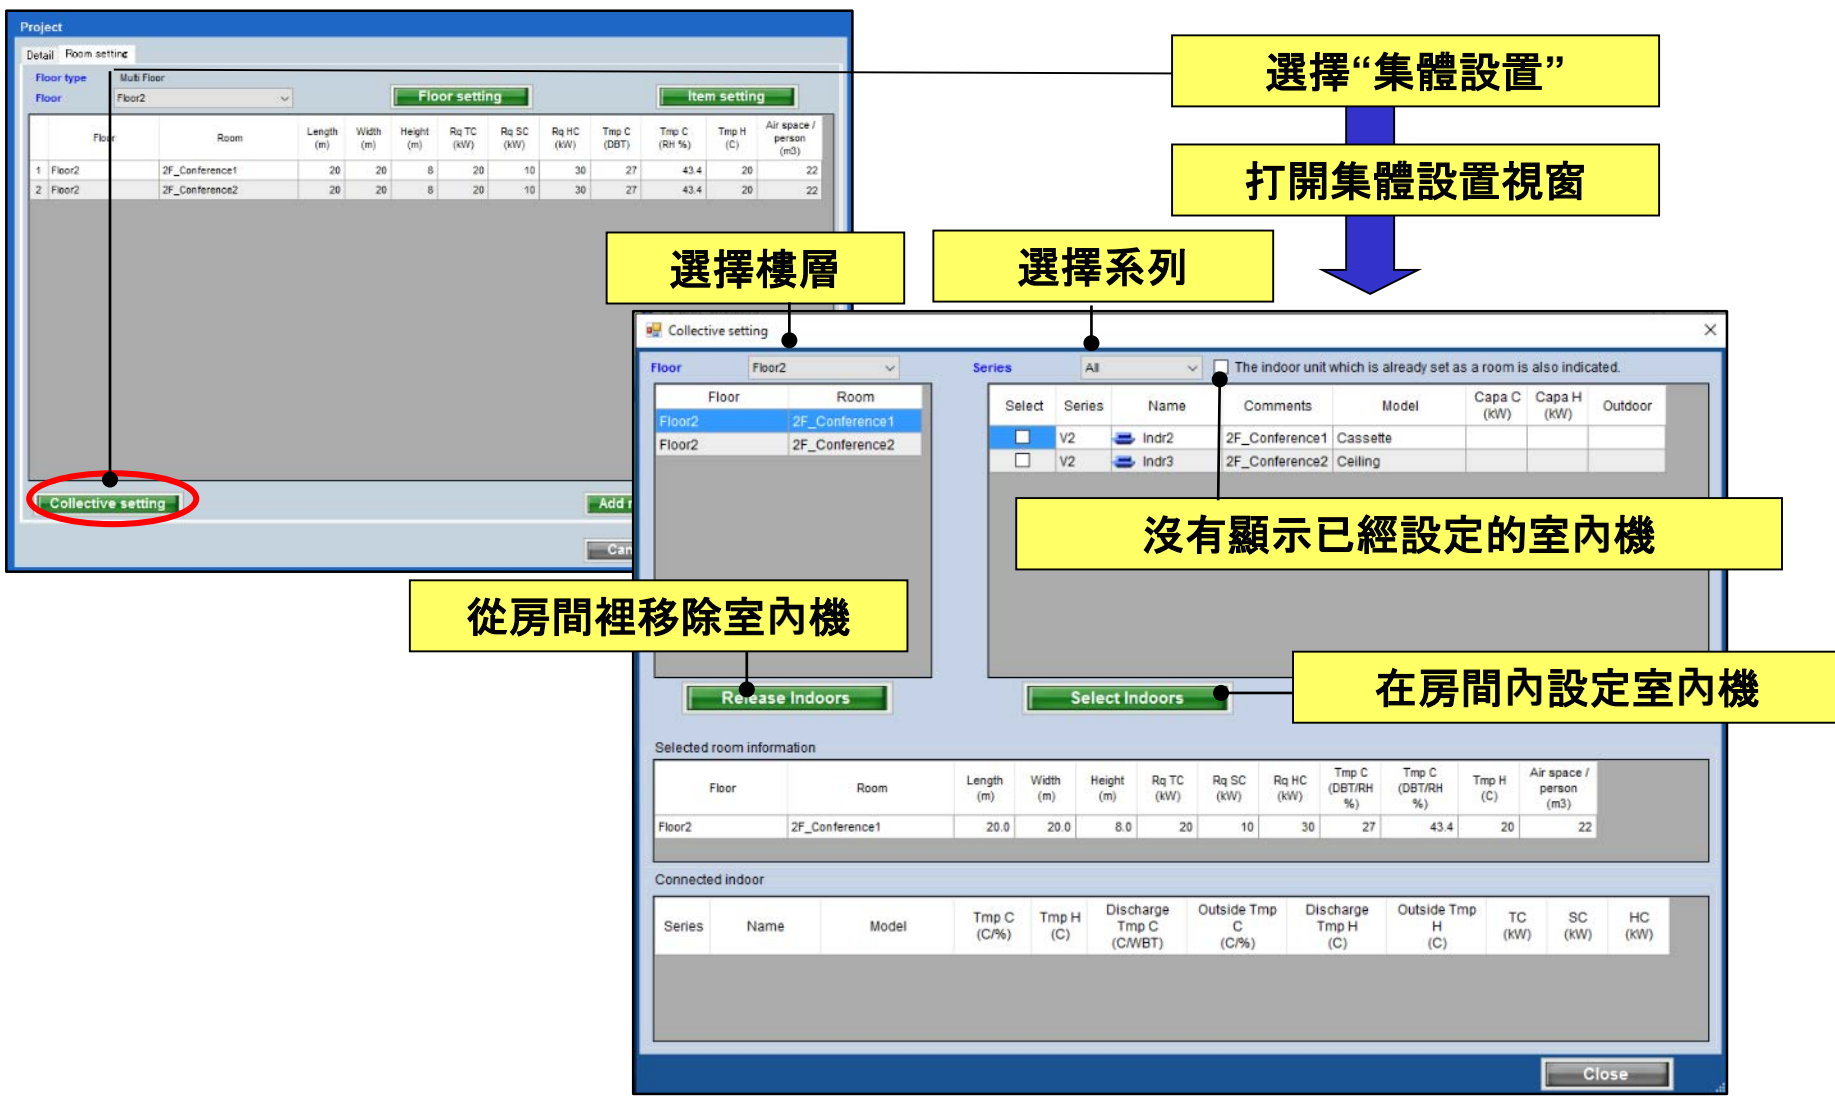 Project
Detail Room setting
Floor type Multi Floor
Floor Floor2 Floor setting Item setting
Floor Room Length (m) Width (m) Height (m) Rq TC (kW) Rq SC (kW) Rq HC (kW) Tmp C (DBT) Tmp C (RH %) Tmp H (C) Air space / person (m3)
1 Floor2 2F_Conference1 20 20 8 20 10 30 27 43.4 20 22
2 Floor2 2F_Conference2 20 20 8 20 10 30 27 43.4 20 22
Collective setting Add
選擇“集體設置”
打開集體設置視窗
選擇樓層
選擇系列
Collective setting
Floor Floor2 Series All The indoor unit which is already set as a room is also indicated.
Floor Room
Floor2 2F_Conference1
Floor2 2F_Conference2
Select Series Name Comments Model Capa C (kW) Capa H (kW) Outdoor
V2 Indr2 2F_Conference1 Cassette
V2 Indr3 2F_Conference2 Ceiling
沒有顯示已經設定的室內機
從房間裡移除室內機
在房間內設定室內機
Release Indoors Select Indoors
Selected room information
Floor Room Length (m) Width (m) Height (m) Rq TC (kW) Rq SC (kW) Rq HC (kW) Tmp C (DBT/RH %) Tmp C (DBT/RH %) Tmp H (C) Air space / person (m3)
Floor2 2F_Conference1 20.0 20.0 8.0 20 10 30 27 43.4 20 22
Connected indoor
Series Name Model Tmp C (C/%) Tmp H (C) Discharge Tmp C (C/WBT) Outside Tmp C (C/%) Discharge Tmp H (C) Outside Tmp H (C) TC (kW) SC (kW) HC (kW)
Close